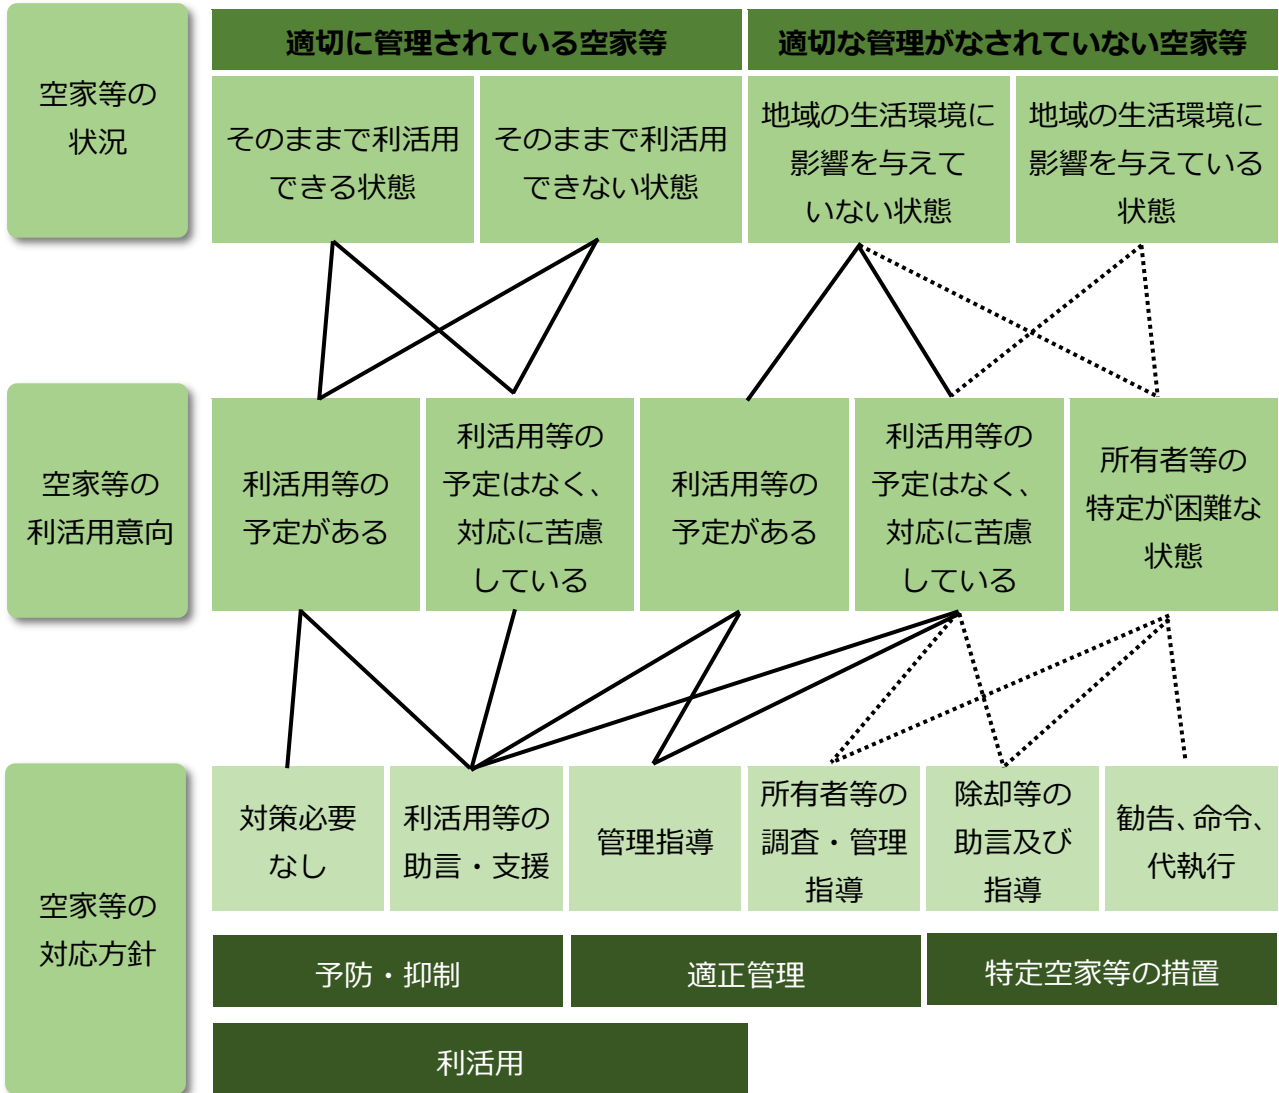 空家等の
状況
適切に管理されている空家等
適切な管理がなされていない空家等
そのままで利活用
できる状態
そのままで利活用
できない状態
地域の生活環境に
影響を与えて
いない状態
地域の生活環境に
影響を与えている
状態
空家等の
利活用意向
利活用等の
予定がある
利活用等の
予定はなく、
対応に苦慮
している
利活用等の
予定がある
利活用等の
予定はなく、
対応に苦慮
している
所有者等の
特定が困難な
状態
空家等の
対応方針
対策必要
なし
利活用等の
助言・支援
管理指導
所有者等の
調査・管理
指導
除却等の
助言及び
指導
勧告、命令、
代執行
予防・抑制
適正管理
特定空家等の措置
利活用